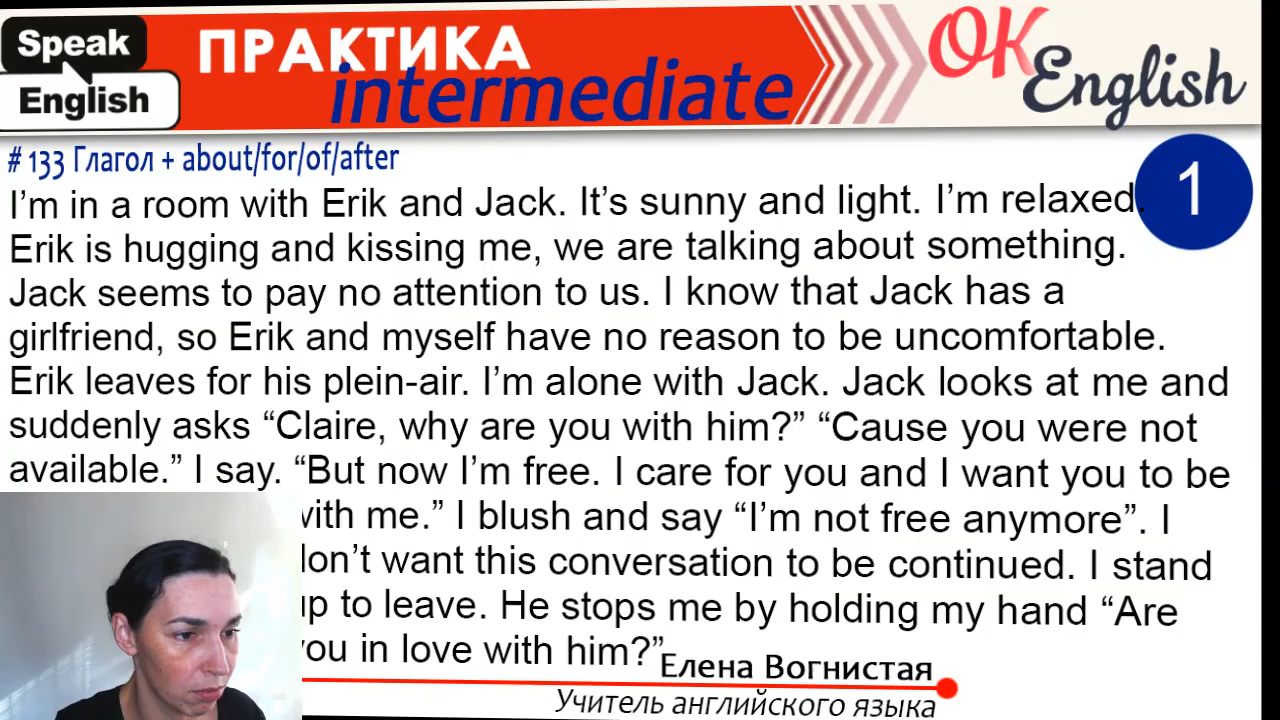 Speak
English
ПРАКТИКА
intermediate
OK
English
# 133 Глагол + about/for/of/after
1
I’m in a room with Erik and Jack. It’s sunny and light. I’m relaxed.
Erik is hugging and kissing me, we are talking about something.
Jack seems to pay no attention to us. I know that Jack has a
girlfriend, so Erik and myself have no reason to be uncomfortable.
Erik leaves for his plein-air. I’m alone with Jack. Jack looks at me and
suddenly asks “Claire, why are you with him?” “Cause you were not
available.” I say. “But now I’m free. I care for you and I want you to be
with me.” I blush and say “I’m not free anymore”. I
don’t want this conversation to be continued. I stand
up to leave. He stops me by holding my hand “Are
you in love with him?”
Елена Вогнистая
Учитель английского языка